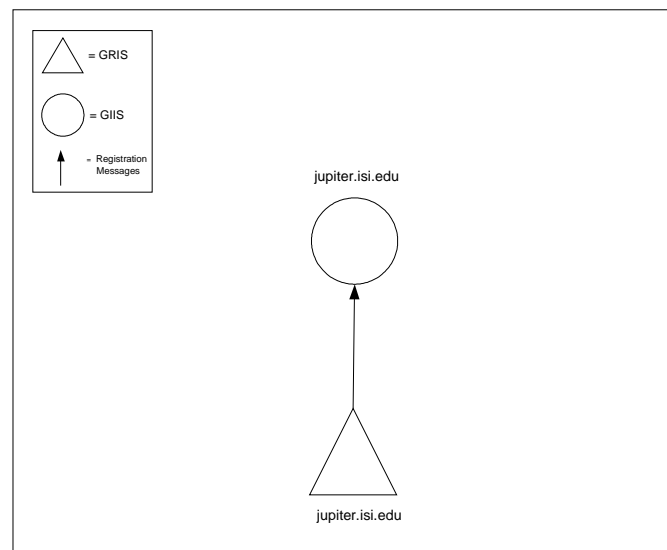 = GRIS
= GIIS
= Registration
Messages
jupiter.isi.edu
jupiter.isi.edu